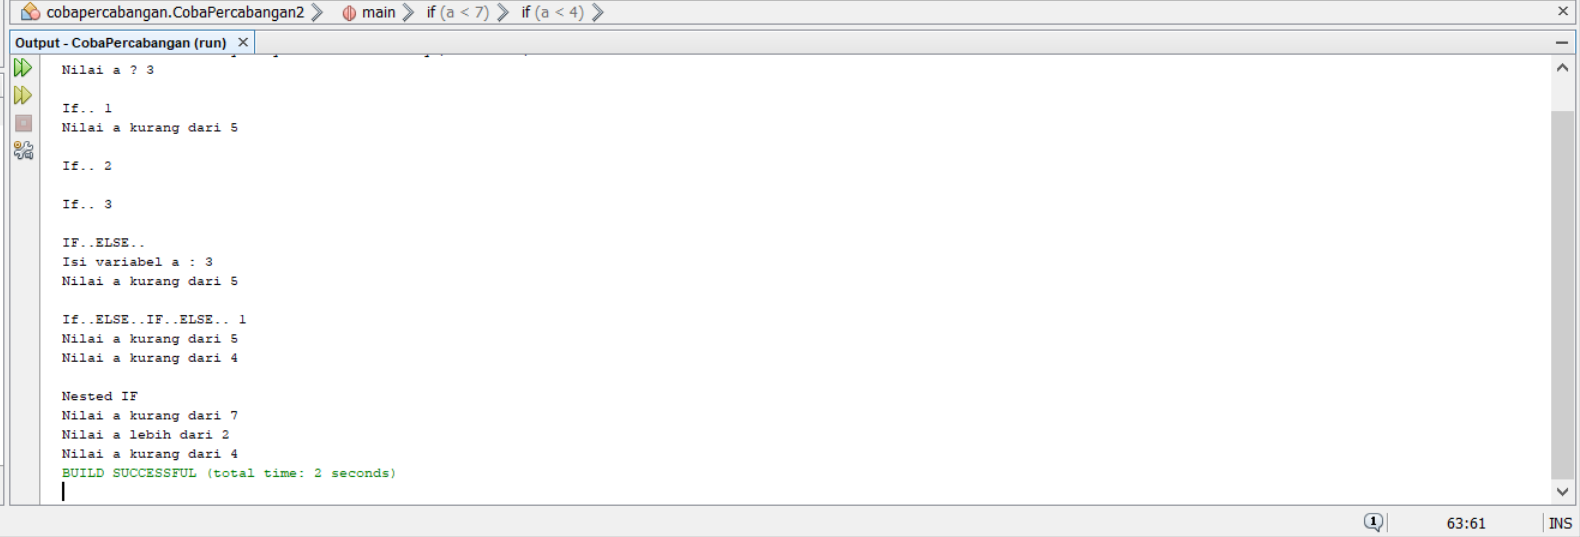 cobapercabangan.CobaPercabangan2 main if (a < 7) if (a < 4)
Output - CobaPercabangan (run)
Nilai a ? 3
If.. 1
Nilai a kurang dari 5
If.. 2
If.. 3
IF..ELSE..
Isi variabel a : 3
Nilai a kurang dari 5
If..ELSE..IF..ELSE.. 1
Nilai a kurang dari 5
Nilai a kurang dari 4
Nested IF
Nilai a kurang dari 7
Nilai a lebih dari 2
Nilai a kurang dari 4
BUILD SUCCESSFUL (total time: 2 seconds)
1 63:61 INS